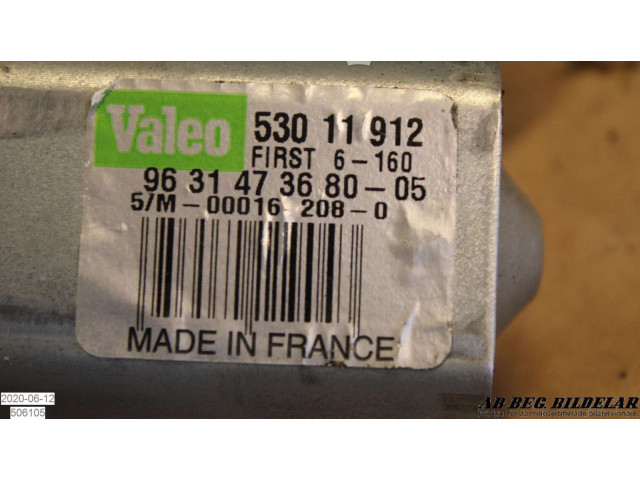 Valeo
530 11 912
FIRST 6-160
96 31 47 36 80-05
5/M-00016 208-0
MADE IN FRANCE
2020-06-12
506105
AB BEG. BILDELAR